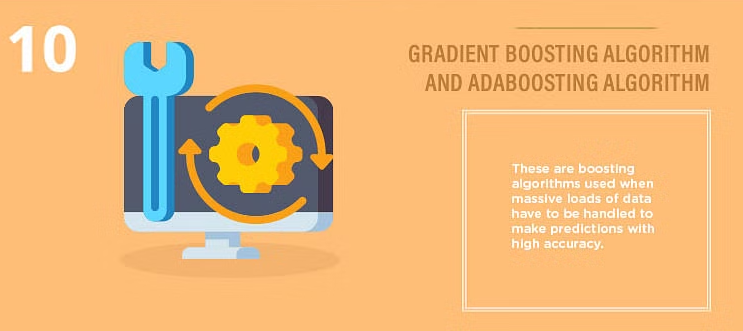 10
GRADIENT BOOSTING ALGORITHM
AND ADABOOSTING ALGORITHM
These are boosting
algorithms used when
massive loads of data
have to be handled to
make predictions with
high accuracy.